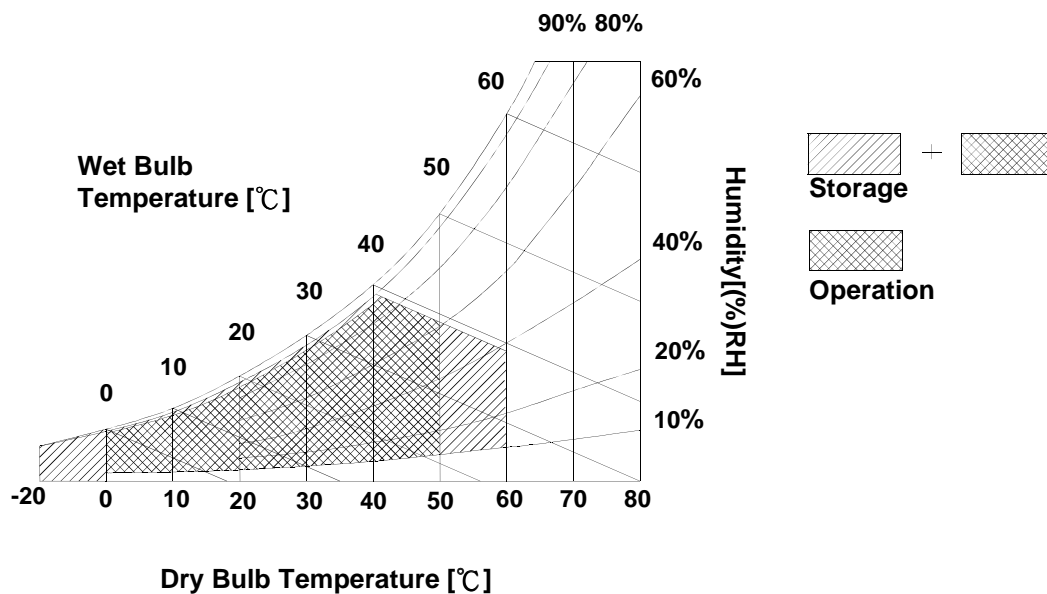 90% 80%
60
60%
Wet Bulb
Temperature [℃]
50
Storage
40
40%
Humidity[(%)RH]
30
Operation
20
20%
10
0
10%
-20 0 10 20 30 40 50 60 70 80
Dry Bulb Temperature [℃]